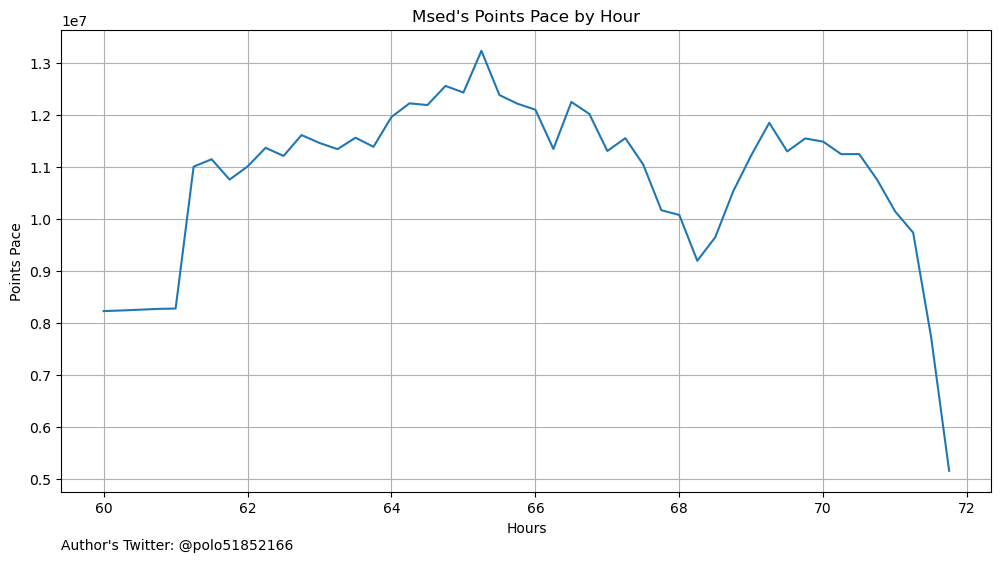 Msed's Points Pace by Hour
1e7
1.3
1.2
1.1
1.0
0.9
0.8
0.7
0.6
0.5
Points Pace
60 62 64 66 68 70 72
Hours
Author's Twitter: @polo51852166